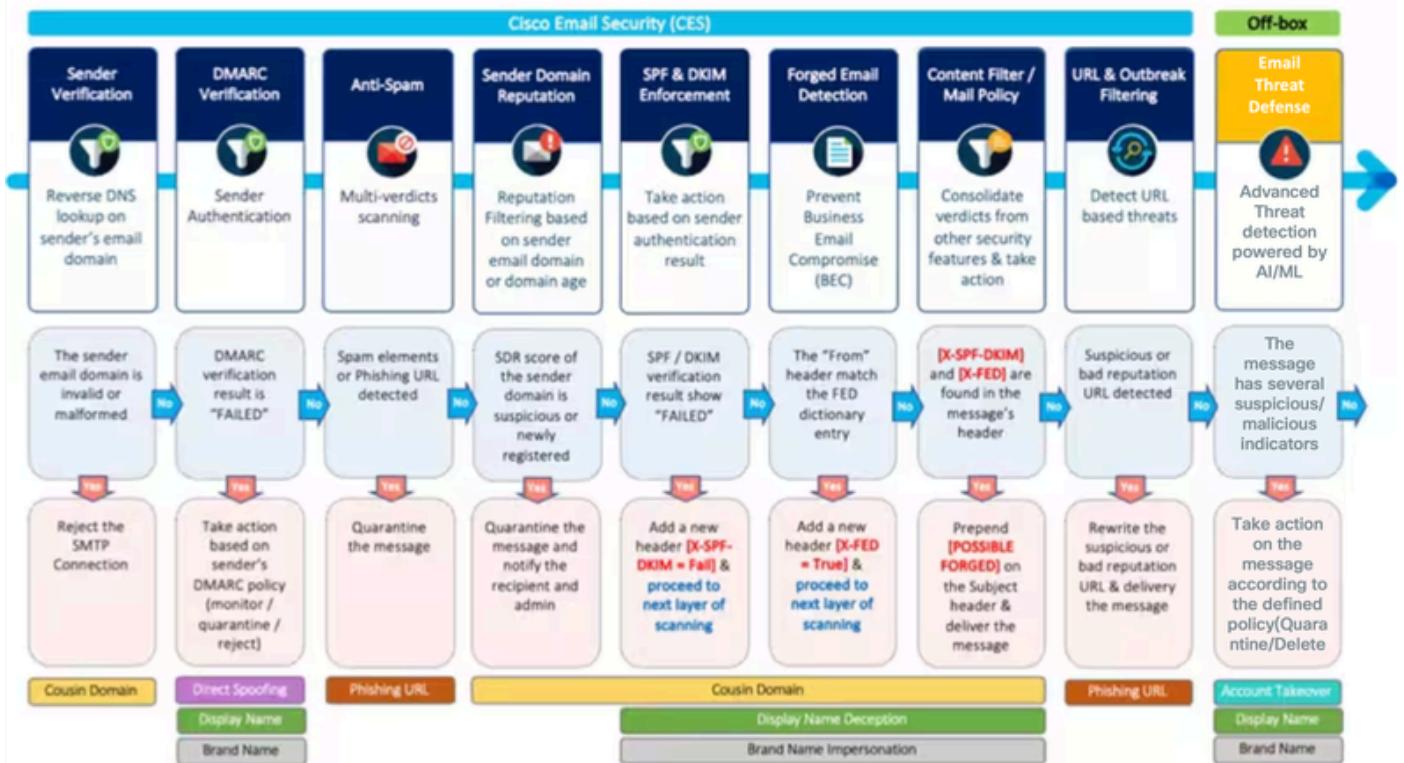 Cisco Email Security (CES)
Off-box
Sender
Verification
DMARC
Verification
Anti-Spam
Sender Domain
Reputation
SPF & DKIM
Enforcement
Forged Email
Detection
Content Filter /
Mail Policy
URL & Outbreak
Filtering
Email
Threat
Defense
Reverse DNS
lookup on
sender's email
domain
Sender
Authentication
Multi-verdicts
scanning
Reputation
Filtering based
on sender
email domain
or domain age
Take action
based on sender
authentication
result
Prevent
Business
Email
Compromise
(BEC)
Consolidate
verdicts from
other security
features & take
action
Detect URL
based threats
Advanced
Threat
detection
powered by
AI/ML
The sender
email domain is
invalid or
malformed
No
DMARC
verification
result is
"FAILED"
No
Spam elements
or Phishing URL
detected
No
SDR score of
the sender
domain is
suspicious or
newly
registered
No
SPF / DKIM
verification
result show
"FAILED"
No
The "From"
header match
the FED
dictionary
entry
No
[X-SPF-DKIM]
and [X-FED] are
found in the
message's
header
No
Suspicious or
bad reputation
URL detected
No
The
message
has several
suspicious/
malicious
indicators
No
Yes
Yes
Yes
Yes
Yes
Yes
Yes
Yes
Yes
Reject the
SMTP
Connection
Take action
based on
sender's
DMARC policy
(monitor /
quarantine /
reject)
Quarantine
the message
Quarantine the
message and
notify the
recipient and
admin
Add a new
header [X-SPF-
DKIM = Fail] &
proceed to
next layer of
scanning
Add a new
header [X-FED
= True] &
proceed to
next layer of
scanning
Prepend
[POSSIBLE
FORGED] on
the Subject
header &
deliver the
message
Rewrite the
suspicious or
bad reputation
URL & delivery
the message
Take action
on the
message
according to
the defined
policy(Quara
ntine/Delete
Cousin Domain
Direct Spoofing
Phishing URL
Cousin Domain
Phishing URL
Account Takeover
Display Name
Display Name Deception
Display Name
Brand Name
Brand Name Impersonation
Brand Name